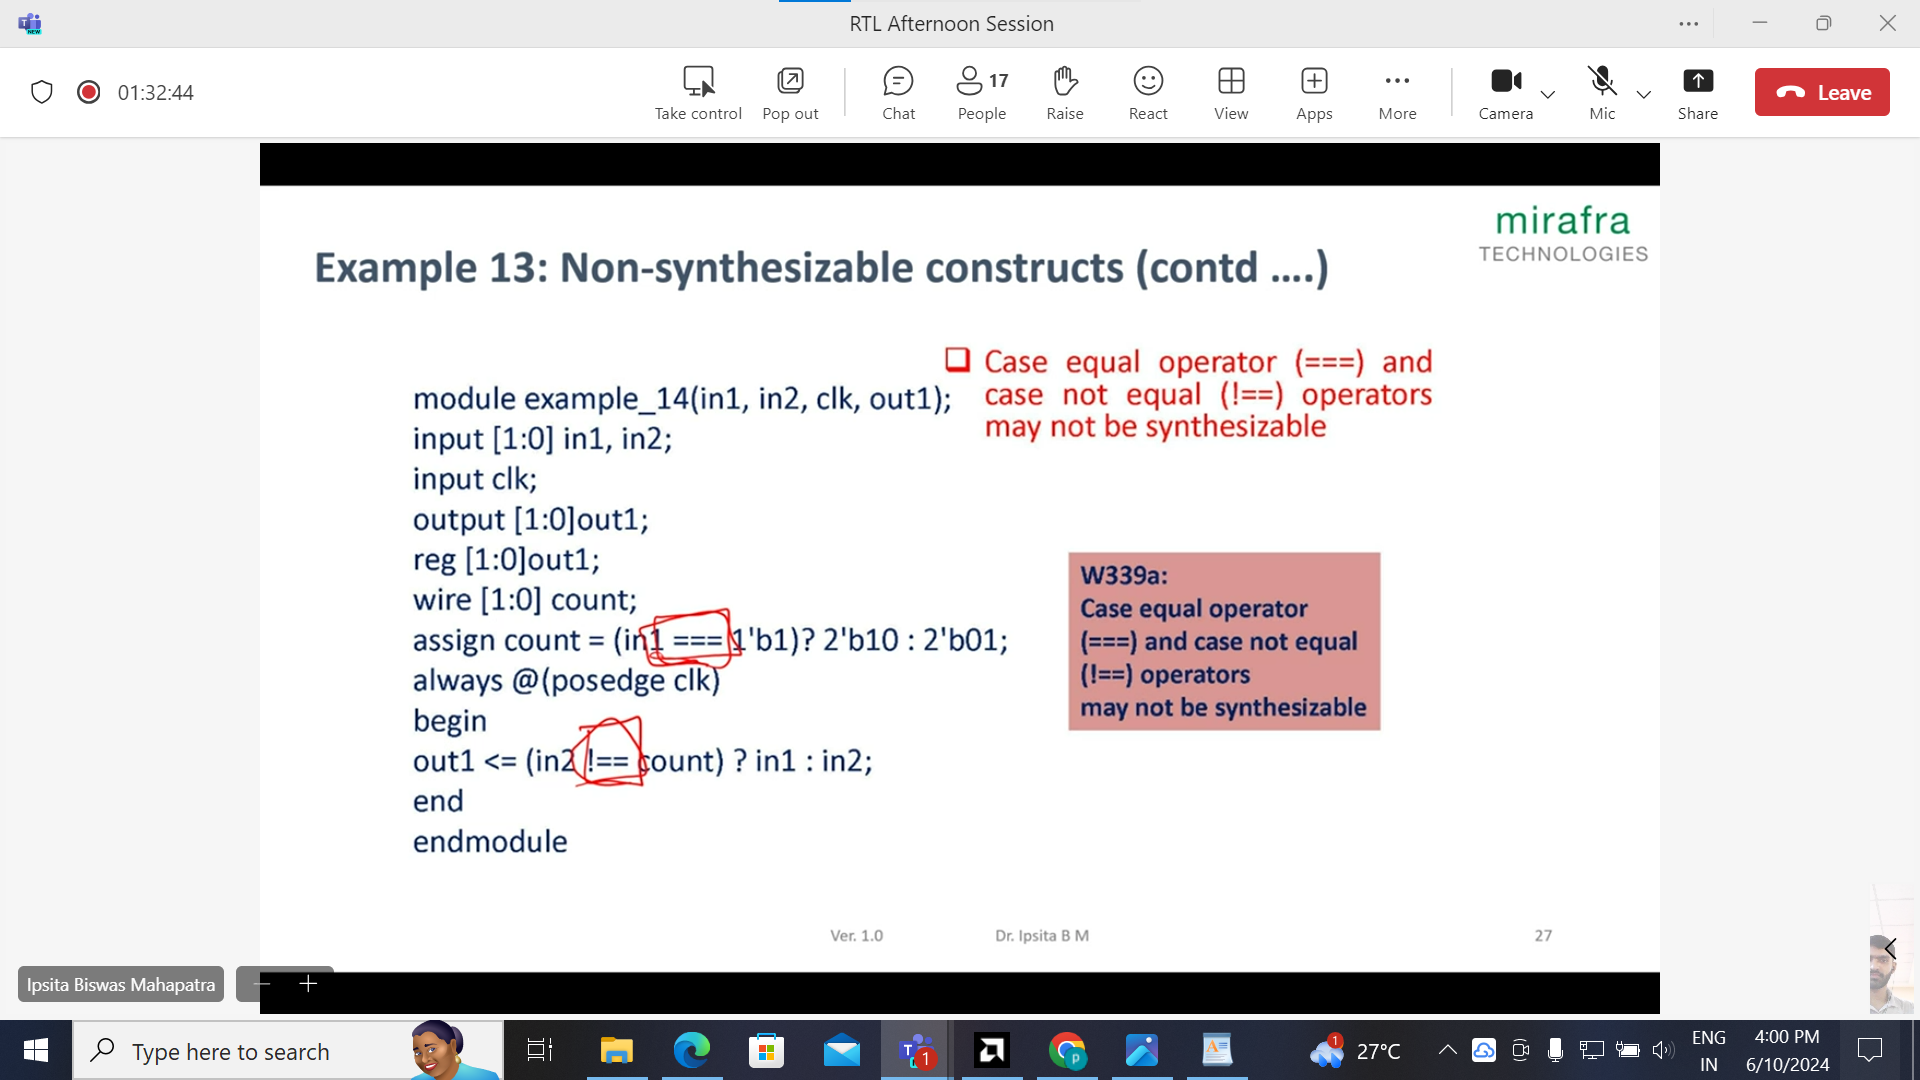 RTL Afternoon Session
01:32:44
Take control
Pop out
Chat
17
People
Raise
React
View
Apps
More
Camera
Mic
Share
Leave
mirafra
TECHNOLOGIES
Example 13: Non-synthesizable constructs (contd ....)
Case equal operator (===) and
case not equal (!==) operators
may not be synthesizable
module example_14(in1, in2, clk, out1);
input [1:0] in1, in2;
input clk;
output [1:0]out1;
reg [1:0]out1;
wire [1:0] count;
assign count = (in1 === 1'b1)? 2'b10 : 2'b01;
always @(posedge clk)
begin
out1 <= (in2 !== count) ? in1 : in2;
end
endmodule
W339a:
Case equal operator
(===) and case not equal
(!==) operators
may not be synthesizable
Ver. 1.0
Dr. Ipsita B M
27
Ipsita Biswas Mahapatra
Type here to search
1
1
27°C
ENG
IN
4:00 PM
6/10/2024